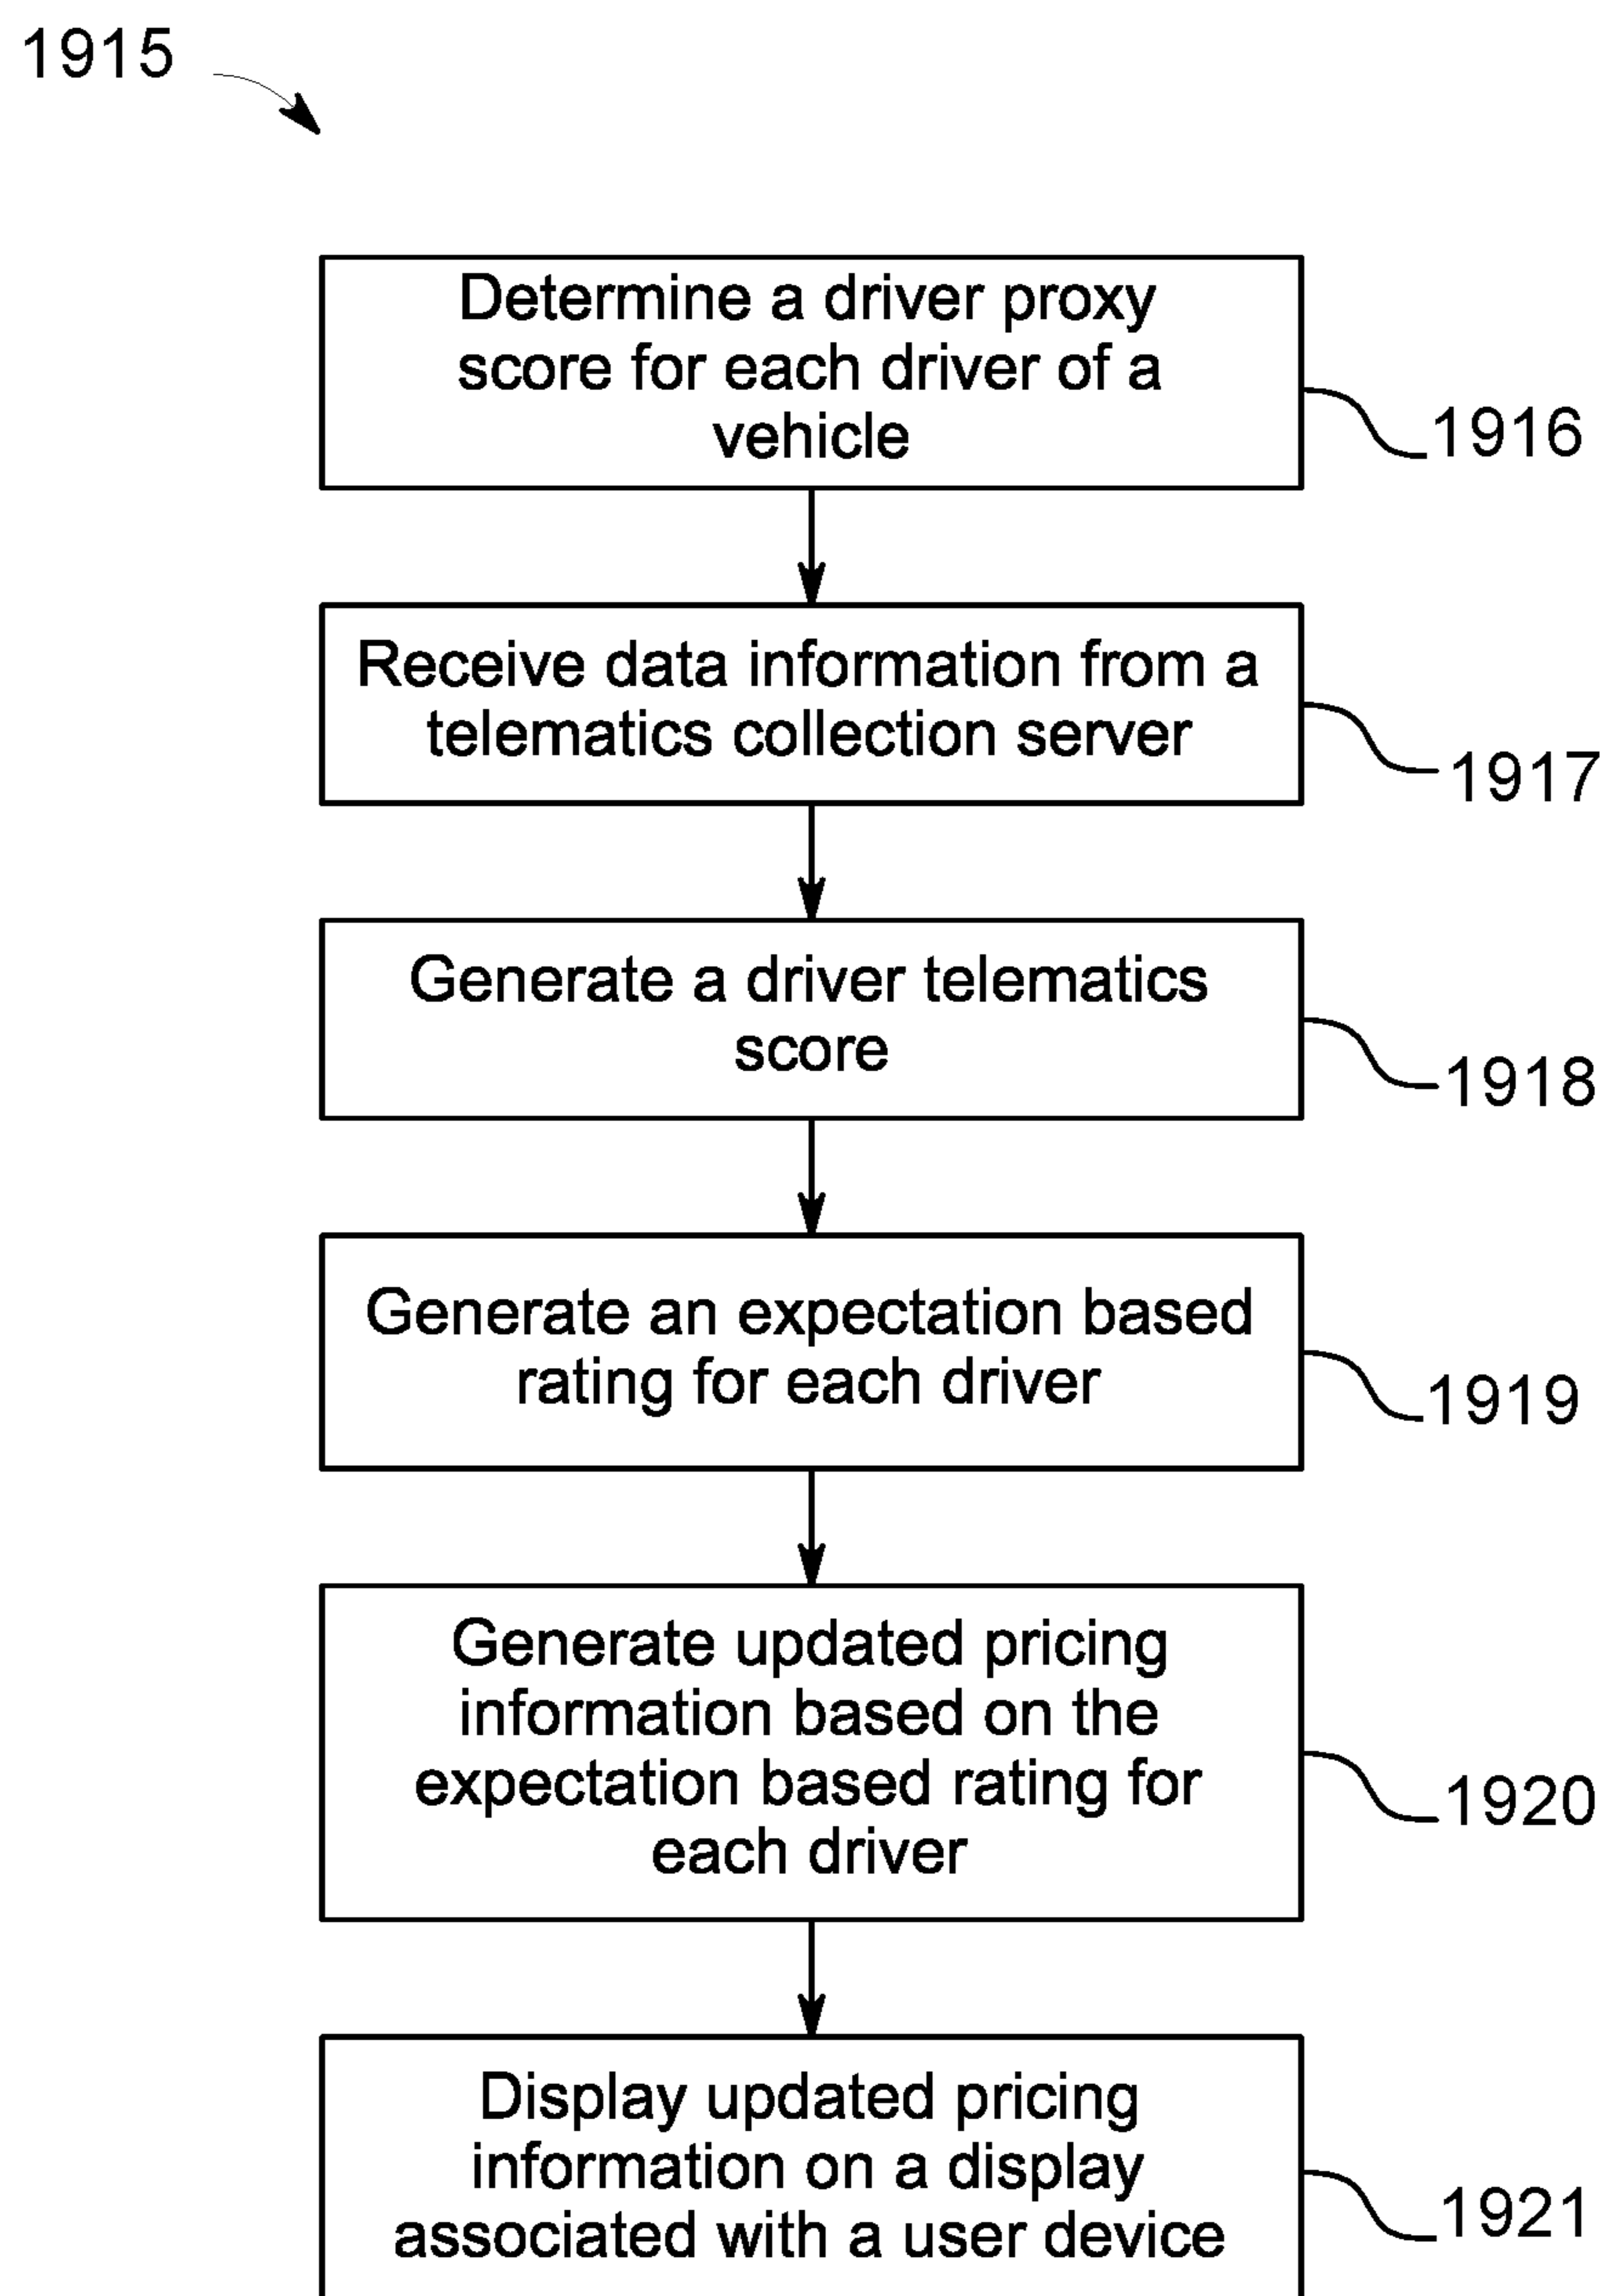 1915
Determine a driver proxy
score for each driver of a
vehicle
1916
Receive data information from a
telematics collection server
1917
Generate a driver telematics
score
1918
Generate an expectation based
rating for each driver
1919
Generate updated pricing
information based on the
expectation based rating for
each driver
1920
Display updated pricing
information on a display
associated with a user device
1921